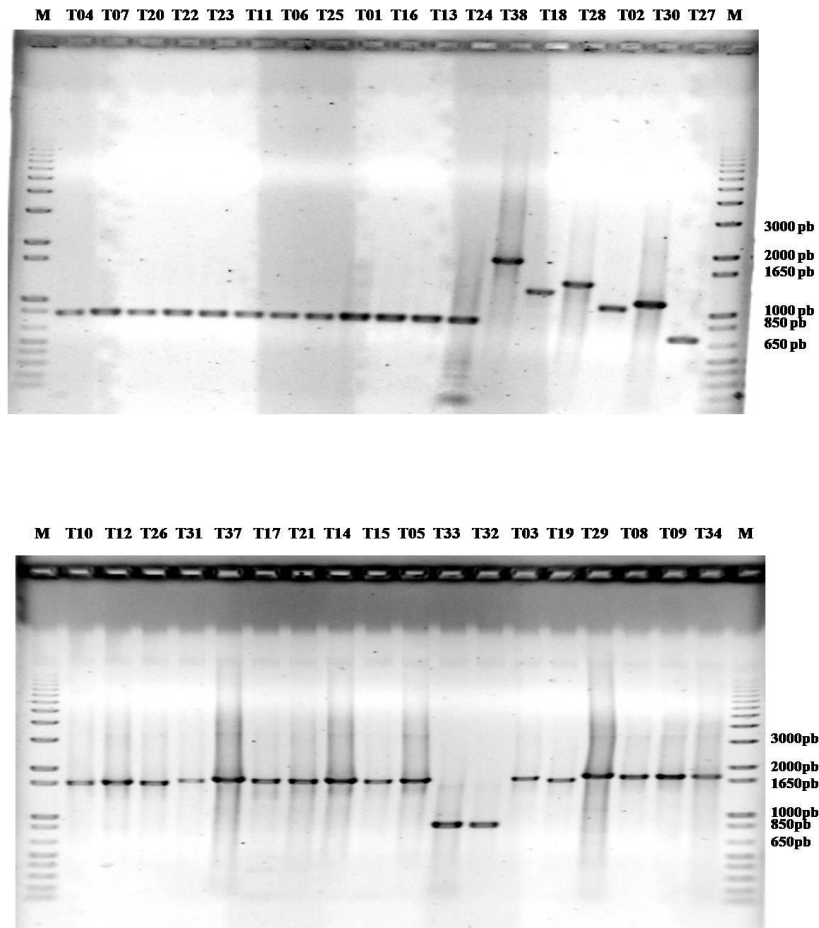 M T04 T07 T20 T22 T23 T11 T06 T25 T01 T16 T13 T24 T38 T18 T28 T02 T30 T27 M
3000 pb
2000 pb
1650 pb
1000 pb
850 pb
650 pb
M T10 T12 T26 T31 T37 T17 T21 T14 T15 T05 T33 T32 T03 T19 T29 T08 T09 T34 M
3000pb
2000pb
1650pb
1000pb
850pb
650pb